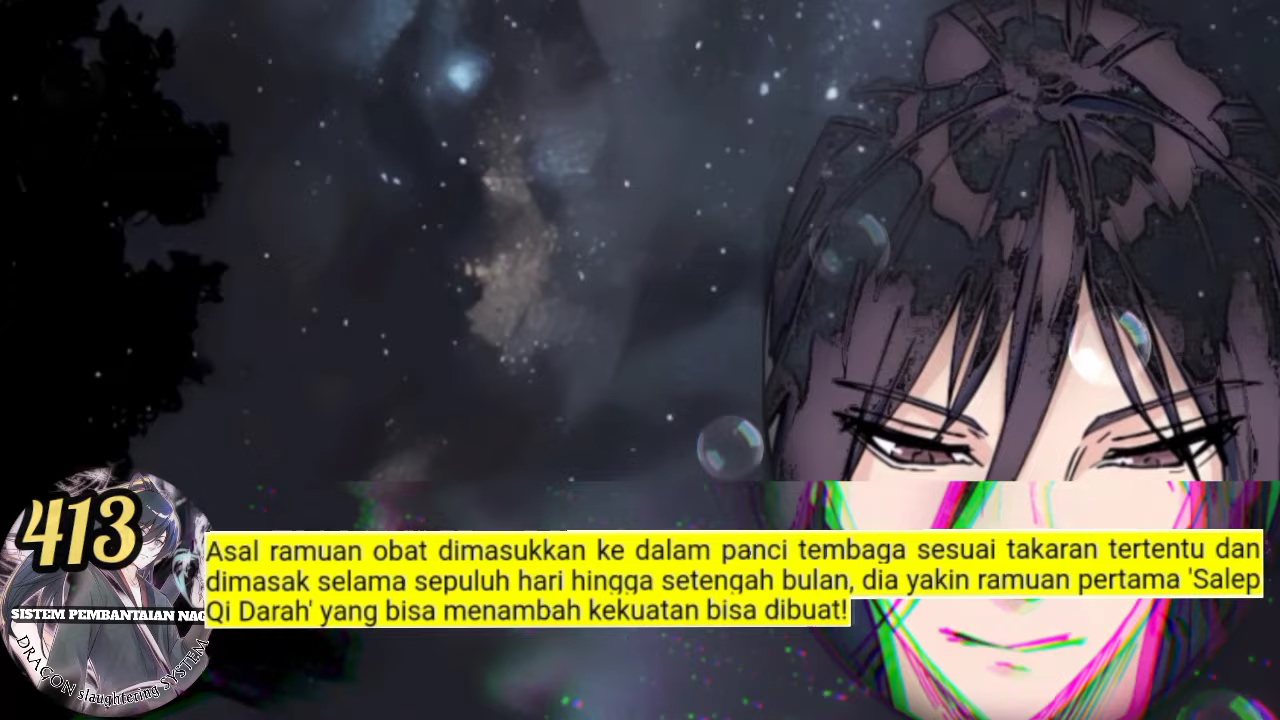 413
SISTEM PEMBANTAIAN NAG
DRACON slaughtering SYSTEM
Asal ramuan obat dimasukkan ke dalam panci tembaga sesuai takaran tertentu dan
dimasak selama sepuluh hari hingga setengah bulan, dia yakin ramuan pertama 'Salep
Qi Darah' yang bisa menambah kekuatan bisa dibuat!